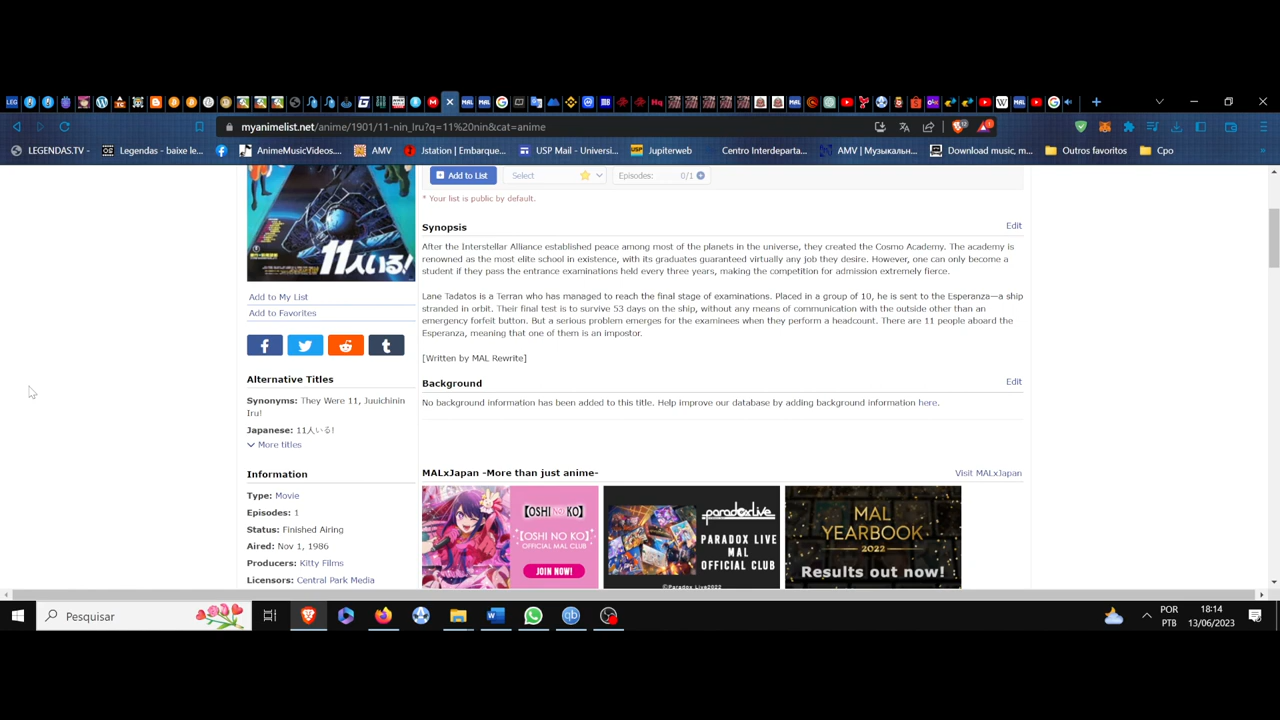 myanimelist.net/anime/1901/11-nin_Iru?q=11%20nin&cat=anime
LEGENDAS.TV -
Legendas - baixe le...
AnimeMusicVideos....
AMV
Jstation | Embarque...
USP Mail - Universi...
Jupiterweb
Centro Interdeparta...
AMV | Музыкальн...
Download music, m...
Outros favoritos
Cpo
Add to List
Select
Episodes: 0/1
* Your list is public by default.
Synopsis
Edit
After the Interstellar Alliance established peace among most of the planets in the universe, they created the Cosmo Academy. The academy is
renowned as the most elite school in existence, with its graduates guaranteed virtually any job they desire. However, one can only become a
student if they pass the entrance examinations held every three years, making the competition for admission extremely fierce.
Lane Tadatos is a Terran who has managed to reach the final stage of examinations. Placed in a group of 10, he is sent to the Esperanza—a ship
stranded in orbit. Their final test is to survive 53 days on the ship, without any means of communication with the outside other than an
emergency forfeit button. But a serious problem emerges for the examinees when they perform a headcount. There are 11 people aboard the
Esperanza, meaning that one of them is an impostor.
[Written by MAL Rewrite]
Background
Edit
No background information has been added to this title. Help improve our database by adding background information here.
11人いる!
Add to My List
Add to Favorites
Alternative Titles
Synonyms: They Were 11, Juuichinin
Iru!
Japanese: 11人いる!
More titles
Information
Type: Movie
Episodes: 1
Status: Finished Airing
Aired: Nov 1, 1986
Producers: Kitty Films
Licensors: Central Park Media
MALxJapan -More than just anime-
Visit MALxJapan
【OSHI NO KO】
【OSHI NO KO】
OFFICIAL MAL CLUB
JOIN NOW!
paradoxlive
PARADOX LIVE
MAL
OFFICIAL CLUB
©Paradox Live2022
MAL
YEARBOOK
2022
Results out now!
Pesquisar
POR
PTB
18:14
13/06/2023